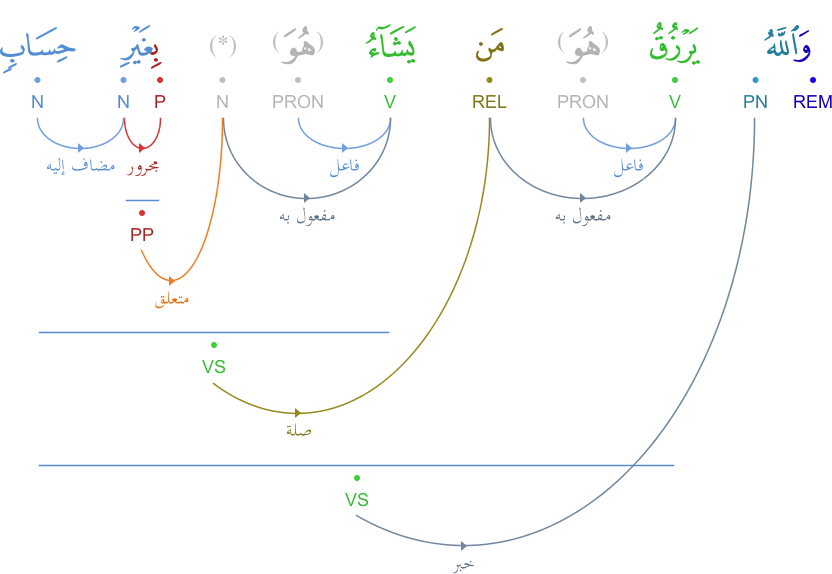 وَٱللَّهُ يَرْزُقُ (هُوَ) مَن يَشَآءُ (هُوَ) (*) بِغَيْرِ حِسَابٍ
REM PN V PRON REL V PRON N P N N
فاعل فاعل مجرور مضاف إليه
مفعول به مفعول به
PP
متعلق
VS
صلة
VS
خبر